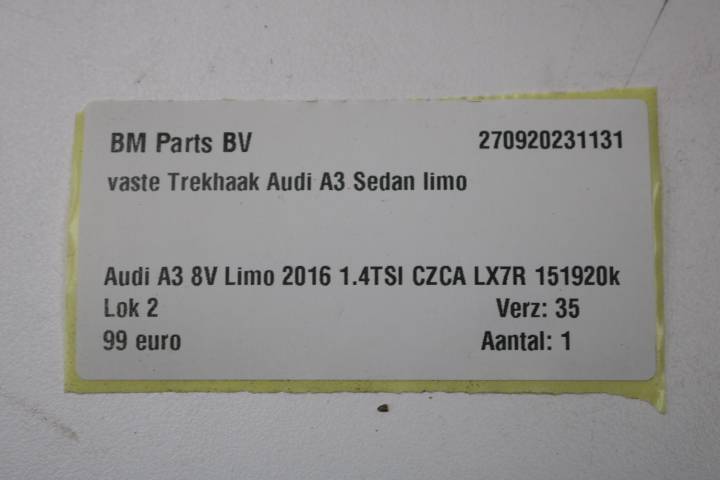 BM Parts BV 270920231131
vaste Trekhaak Audi A3 Sedan limo
Audi A3 8V Limo 2016 1.4TSI CZCA LX7R 151920k
Lok 2 Verz: 35
99 euro Aantal: 1